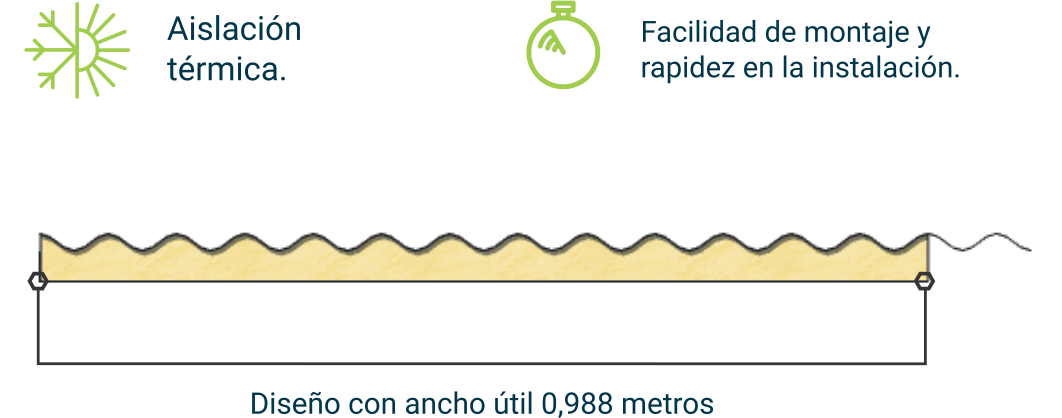 Aislación
térmica.
Facilidad de montaje y
rapidez en la instalación.
Diseño con ancho útil 0,988 metros